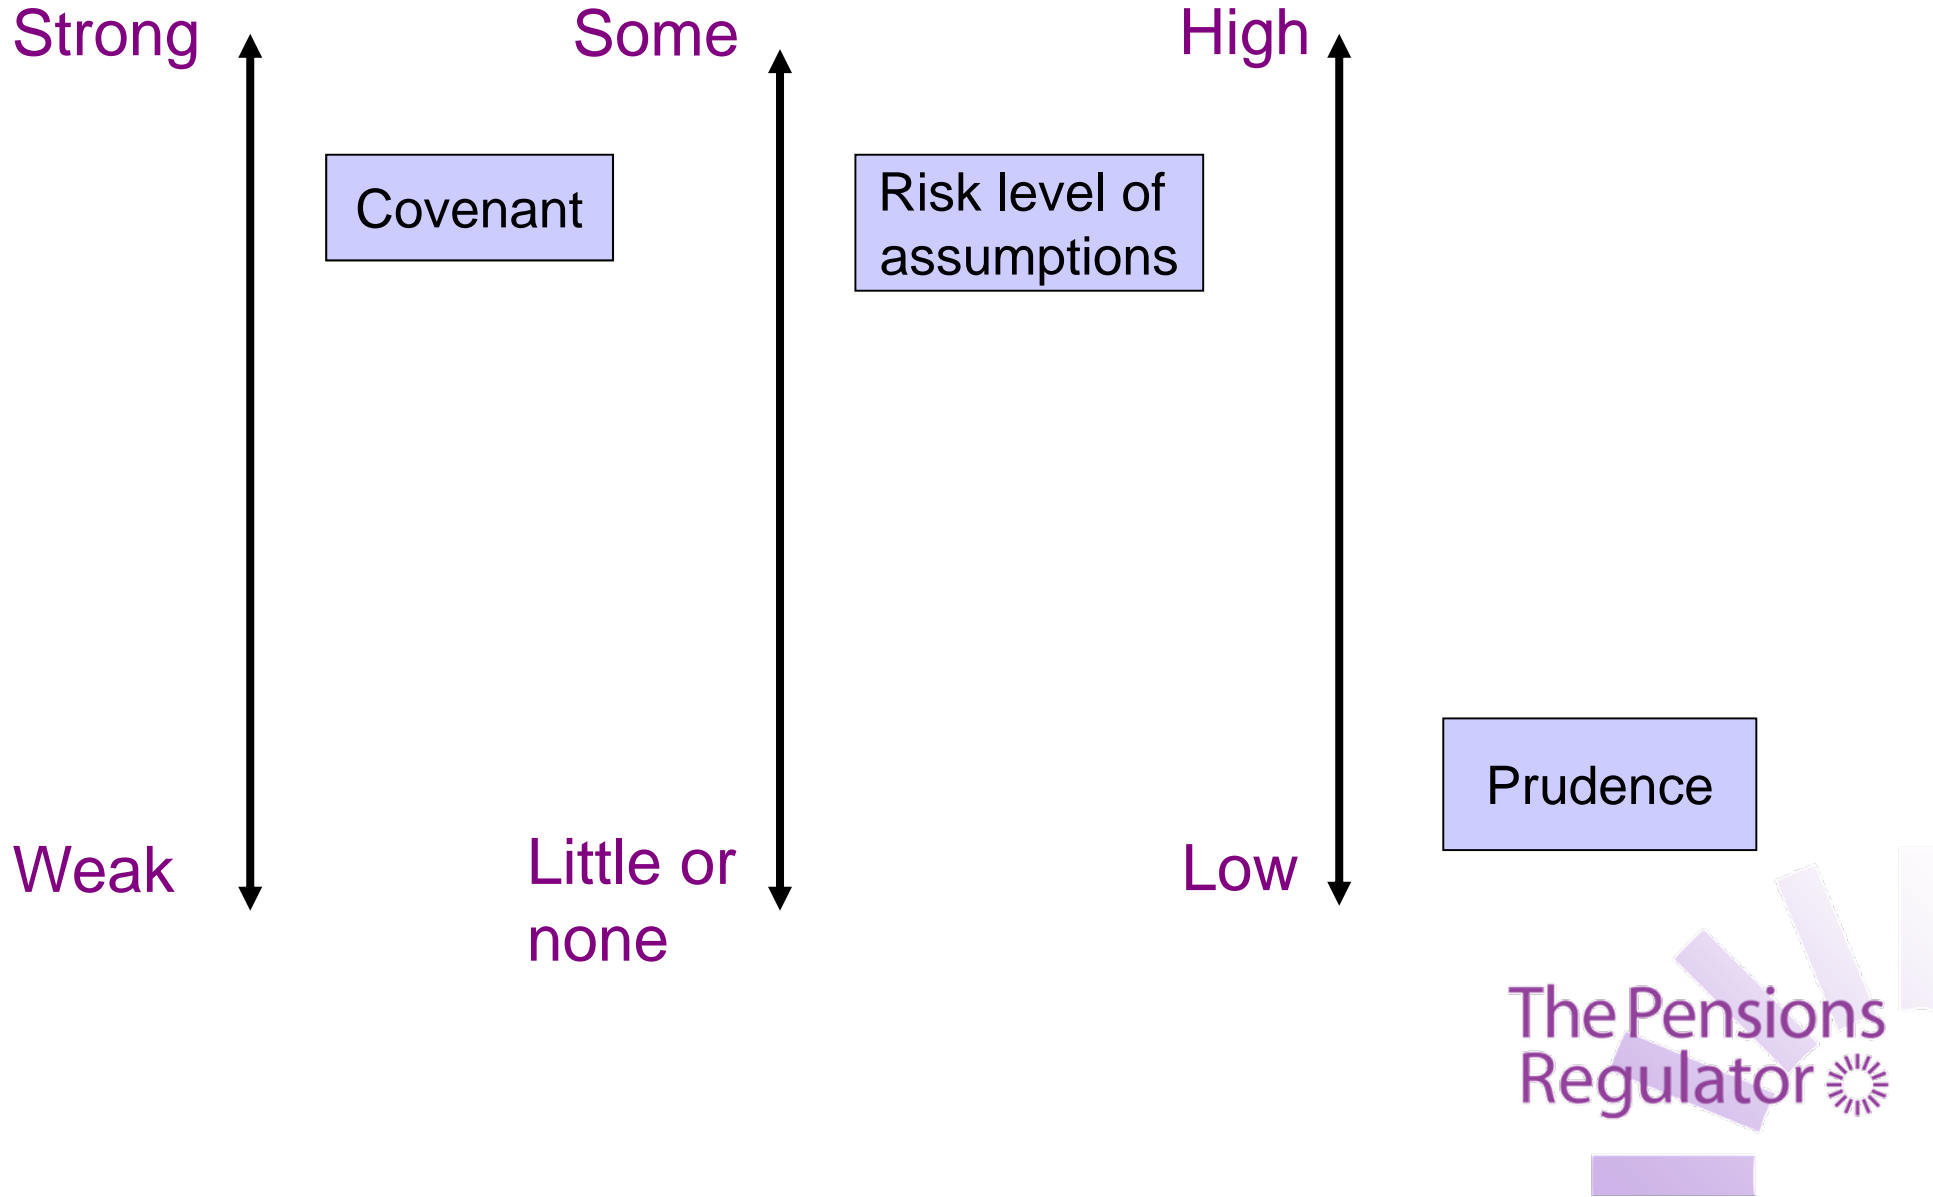 Strong
Some
High
Covenant
Risk level of
assumptions
Prudence
Weak
Little or
none
Low
The Pensions
Regulator